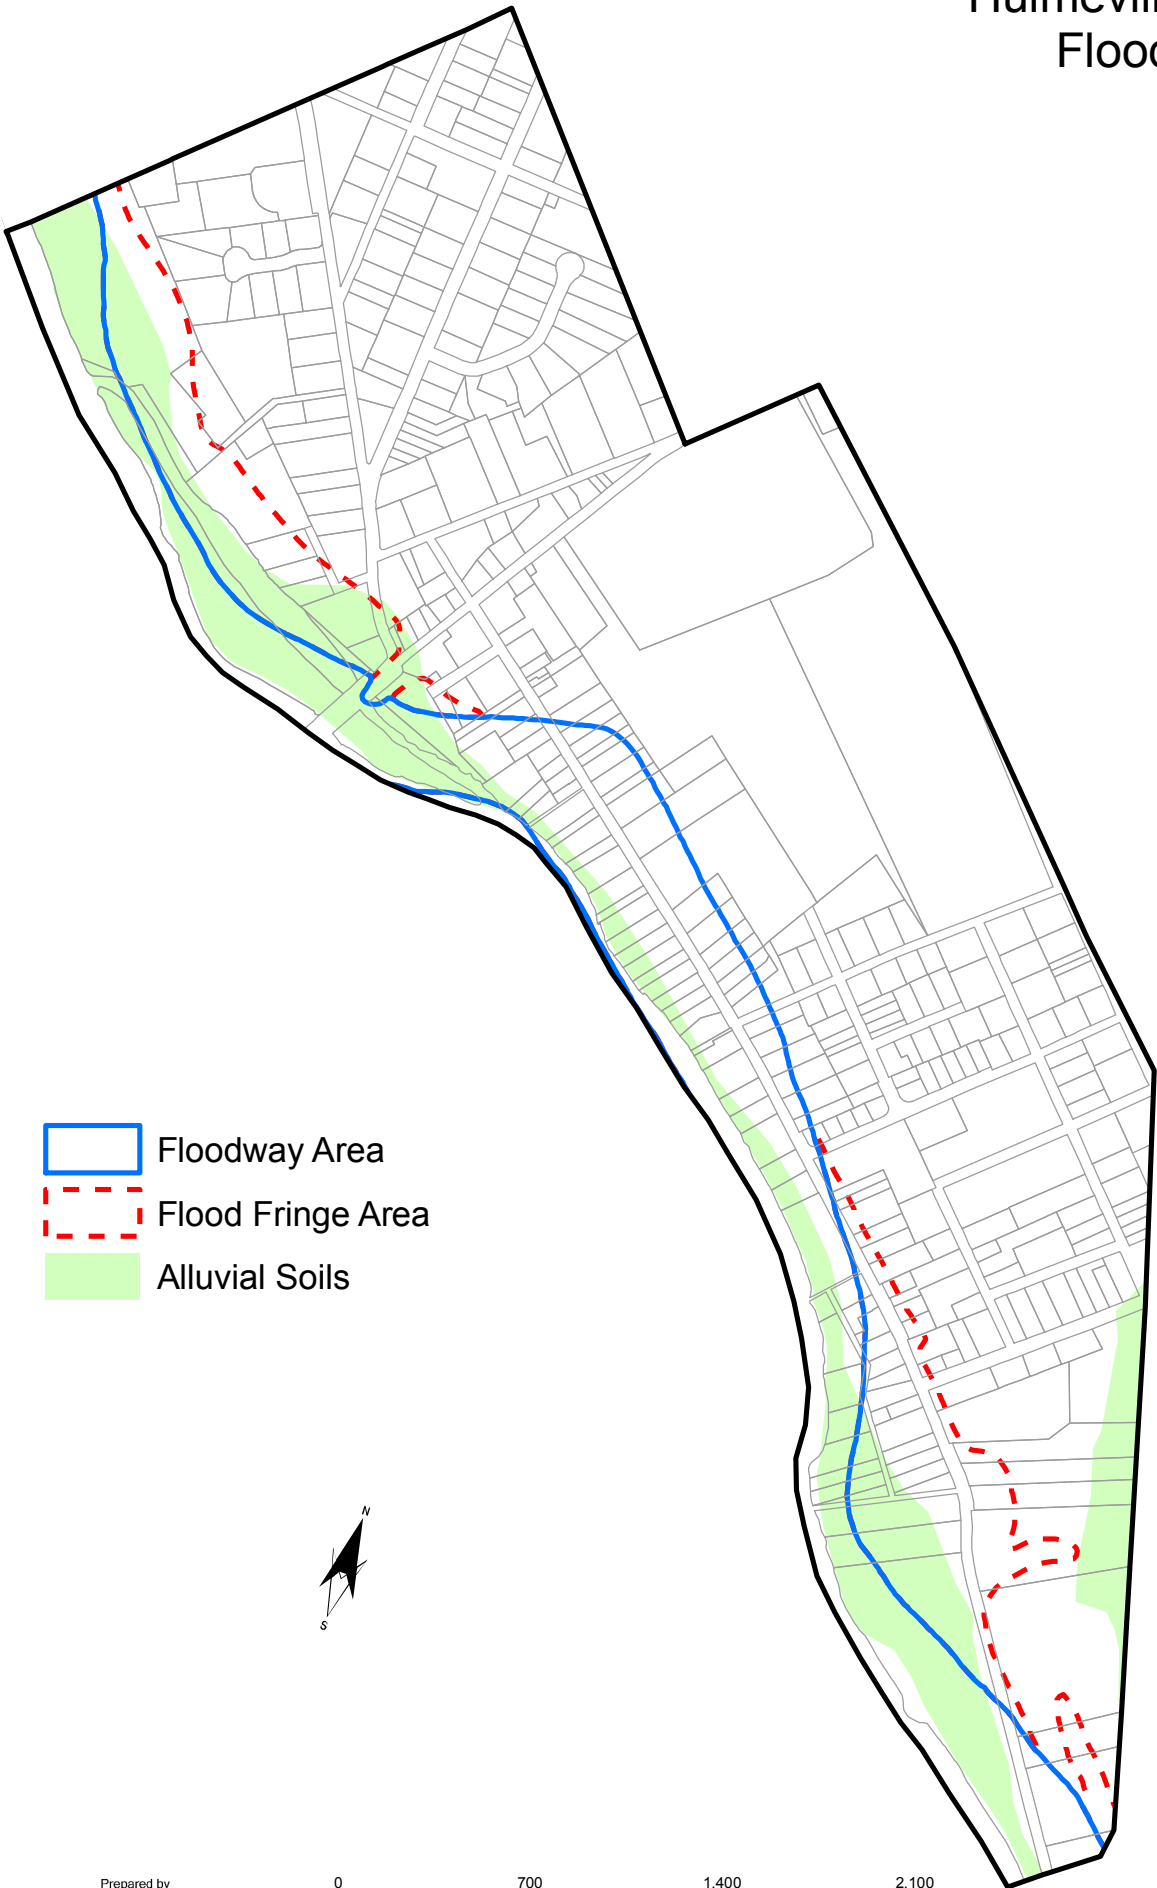 Flood
Floodway Area
Flood Fringe Area
Alluvial Soils
N
S
Prepared by
0 700 1,400 2,100